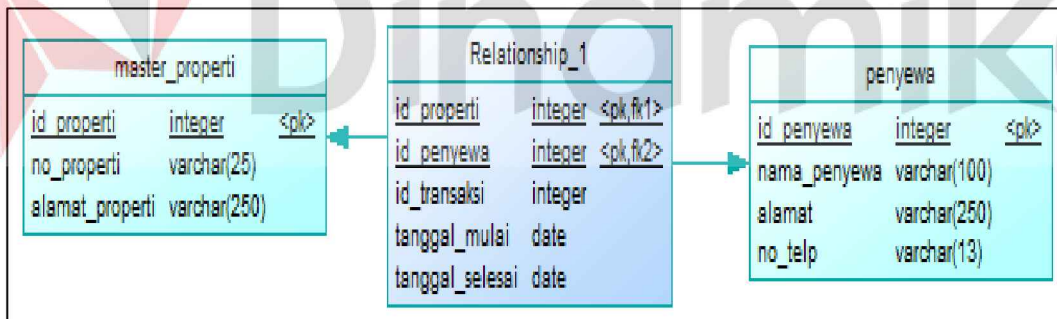 Dinamik
master_properti
id_properti integer <pk>
no_properti varchar(25)
alamat_properti varchar(250)
Relationship_1
id_properti integer <pk,fk1>
id_penyewa integer <pk,fk2>
id_transaksi integer
tanggal_mulai date
tanggal_selesai date
penyewa
id_penyewa integer <pk>
nama_penyewa varchar(100)
alamat varchar(250)
no_telp varchar(13)